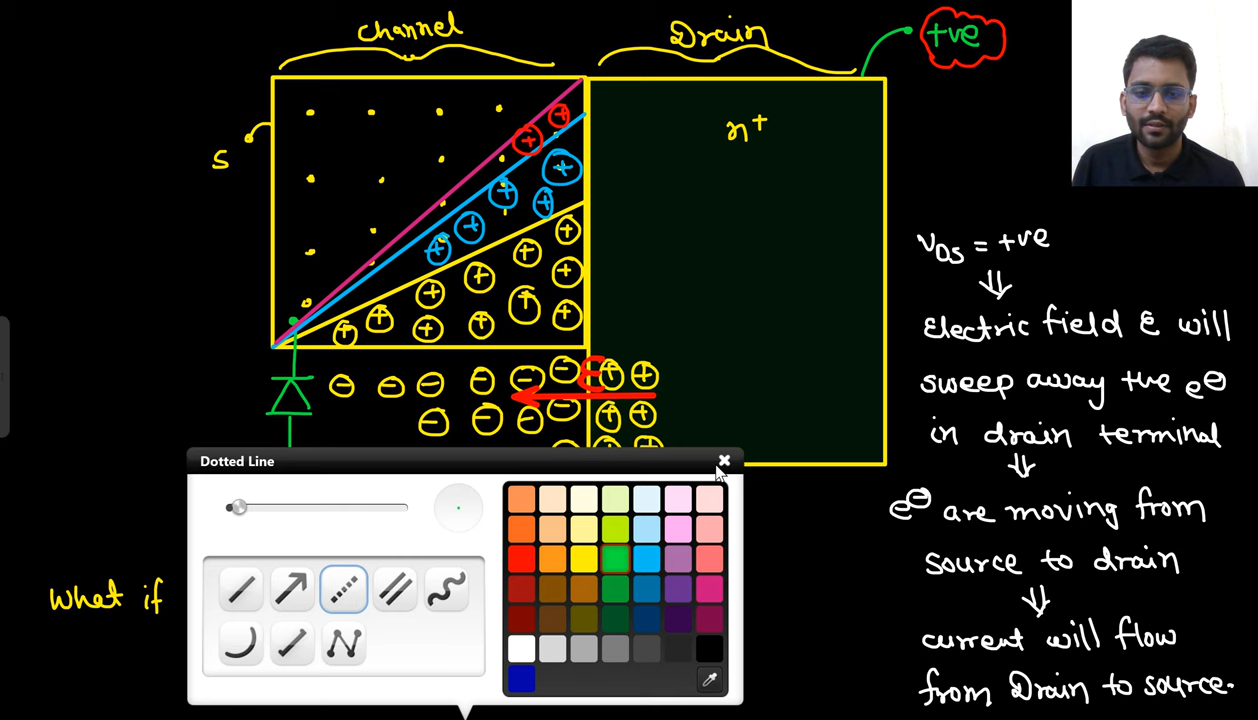 Channel
Drain
+ve
n+
S
VDS = +ve
⇓
Electric field E will
sweep away the e⊖
in drain terminal
⇓
e⊖ are moving from
source to drain
⇓
current will flow
from Drain to source.
E
Dotted Line
What if